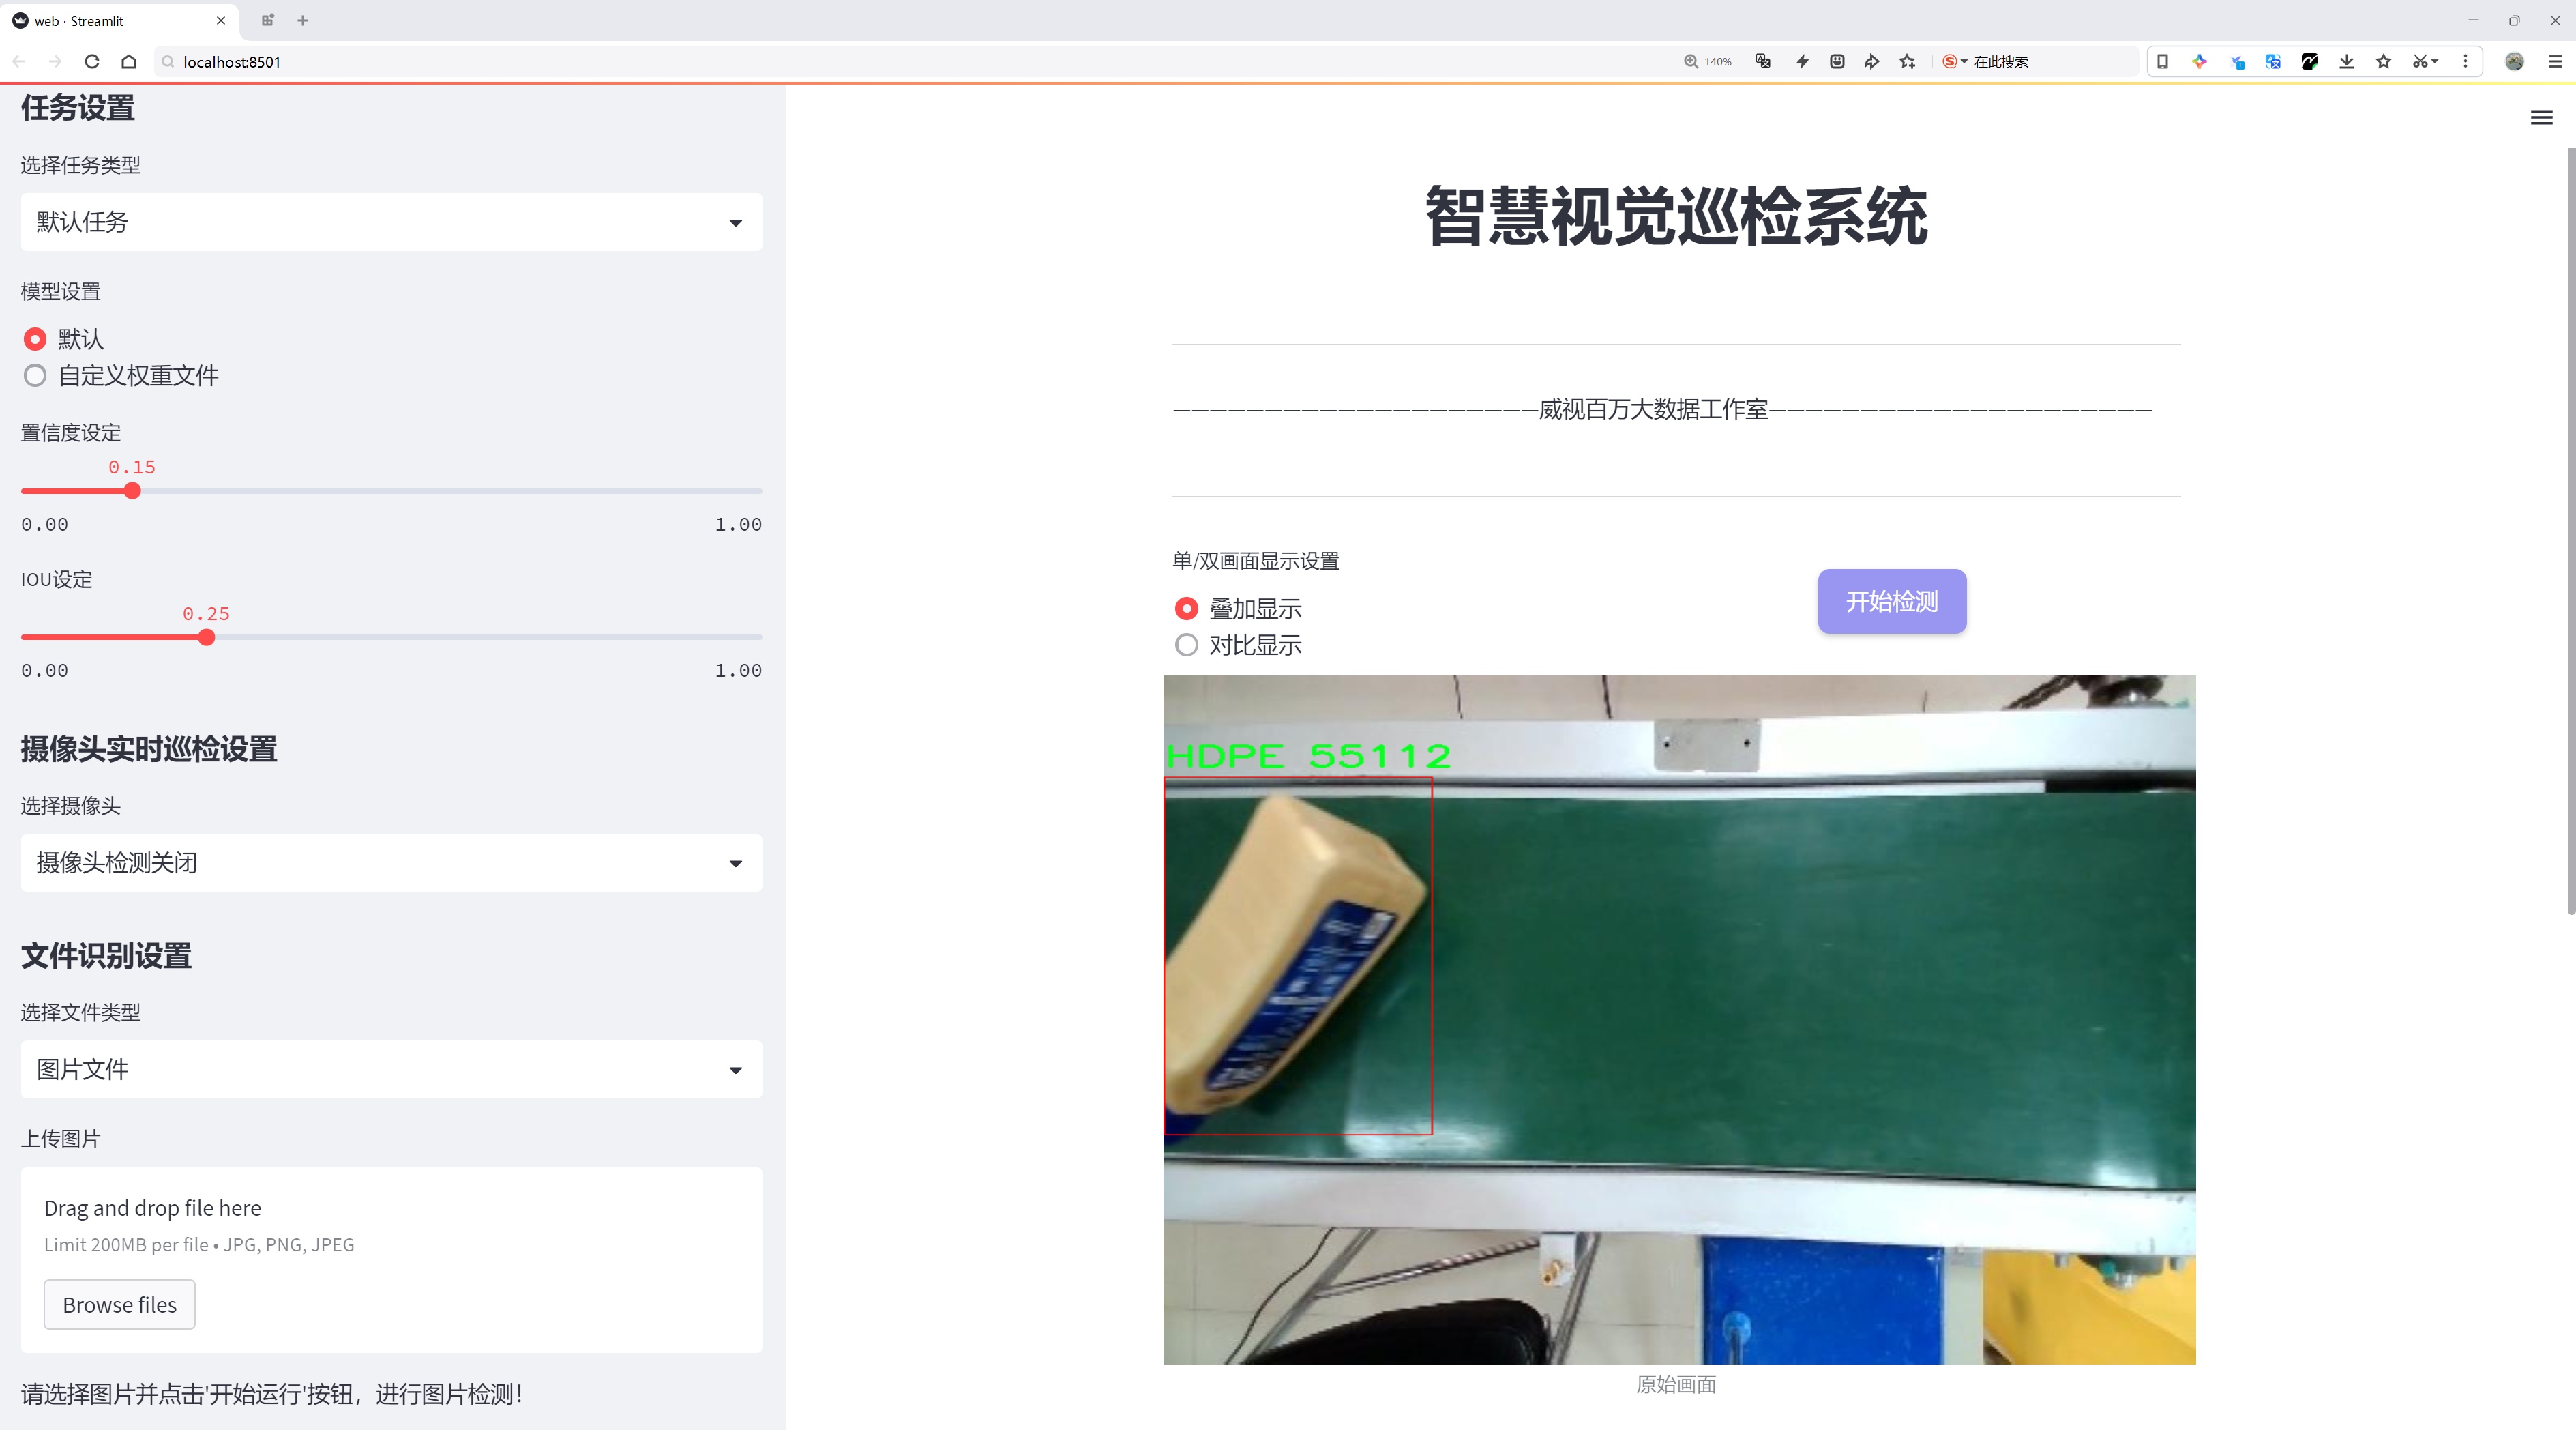 web · Streamlit
localhost:8501
140%
在此搜索
任务设置
选择任务类型
默认任务
模型设置
默认
自定义权重文件
置信度设定
0.15
0.00 1.00
IOU设定
0.25
0.00 1.00
摄像头实时巡检设置
选择摄像头
摄像头检测关闭
文件识别设置
选择文件类型
图片文件
上传图片
Drag and drop file here
Limit 200MB per file • JPG, PNG, JPEG
Browse files
请选择图片并点击'开始运行'按钮，进行图片检测！
智慧视觉巡检系统
—————————————————————威视百万大数据工作室——————————————————————
单/双画面显示设置
叠加显示
对比显示
开始检测
HDPE 55112
原始画面